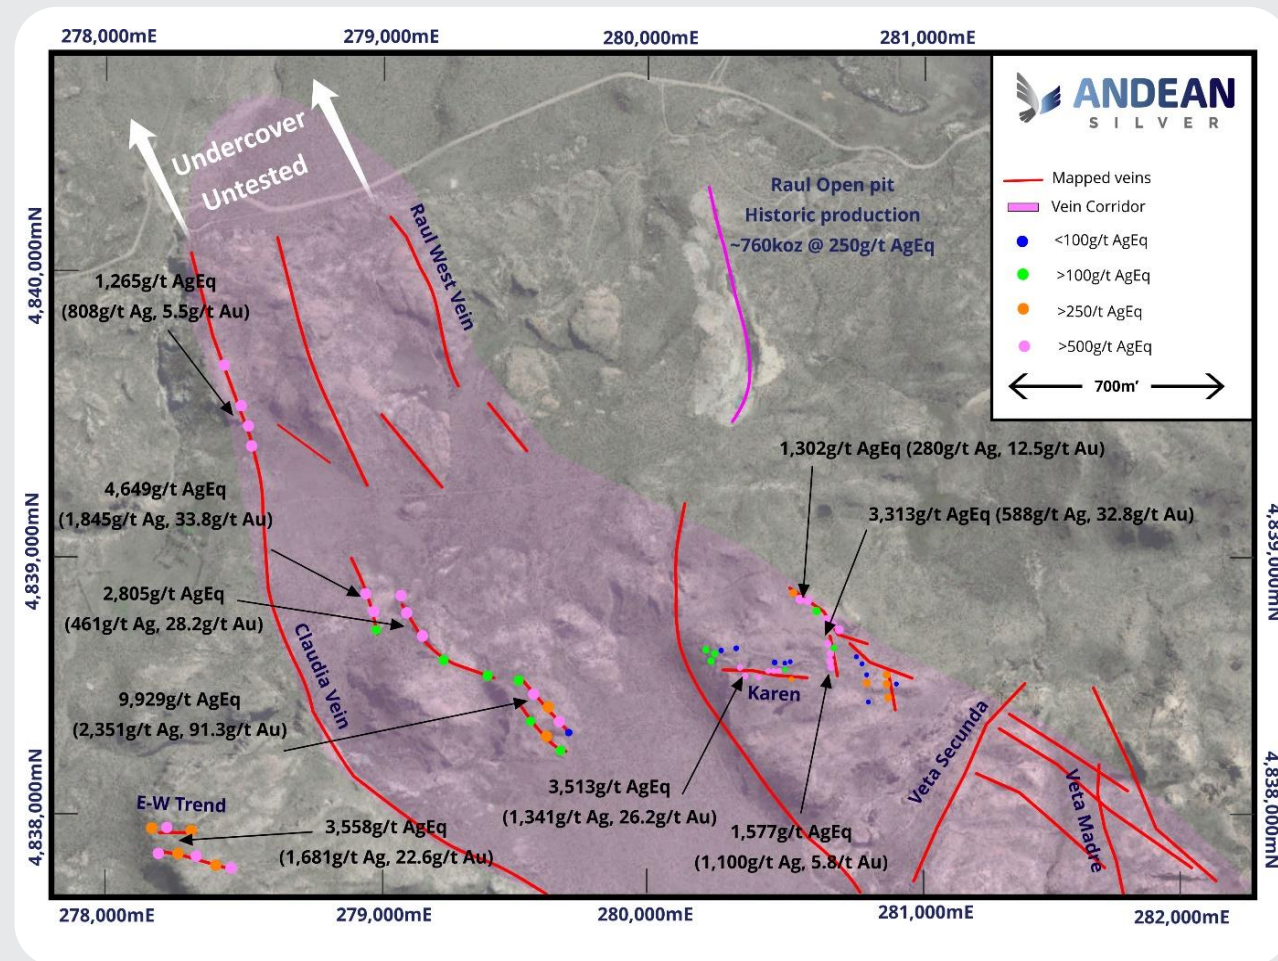 278,000mE
279,000mE
280,000mE
281,000mE
ANDEAN
SILVER
Mapped veins
Vein Corridor
<100g/t AgEq
>100g/t AgEq
>250/t AgEq
>500g/t AgEq
700m’
Undercover
Untested
Raul West Vein
Raul Open pit
Historic production
~760koz @ 250g/t AgEq
4,840,000mN
1,265g/t AgEq
(808g/t Ag, 5.5g/t Au)
1,302g/t AgEq (280g/t Ag, 12.5g/t Au)
4,649g/t AgEq
(1,845g/t Ag, 33.8g/t Au)
3,313g/t AgEq (588g/t Ag, 32.8g/t Au)
4,839,000mN
4,839,000mN
2,805g/t AgEq
(461g/t Ag, 28.2g/t Au)
Claudia Vein
Karen
9,929g/t AgEq
(2,351g/t Ag, 91.3g/t Au)
Veta Secunda
Veta Madre
3,513g/t AgEq
(1,341g/t Ag, 26.2g/t Au)
E-W Trend
4,838,000mN
4,838,000mN
3,558g/t AgEq
(1,681g/t Ag, 22.6g/t Au)
1,577g/t AgEq
(1,100g/t Ag, 5.8/t Au)
278,000mE
279,000mE
280,000mE
281,000mE
282,000mE